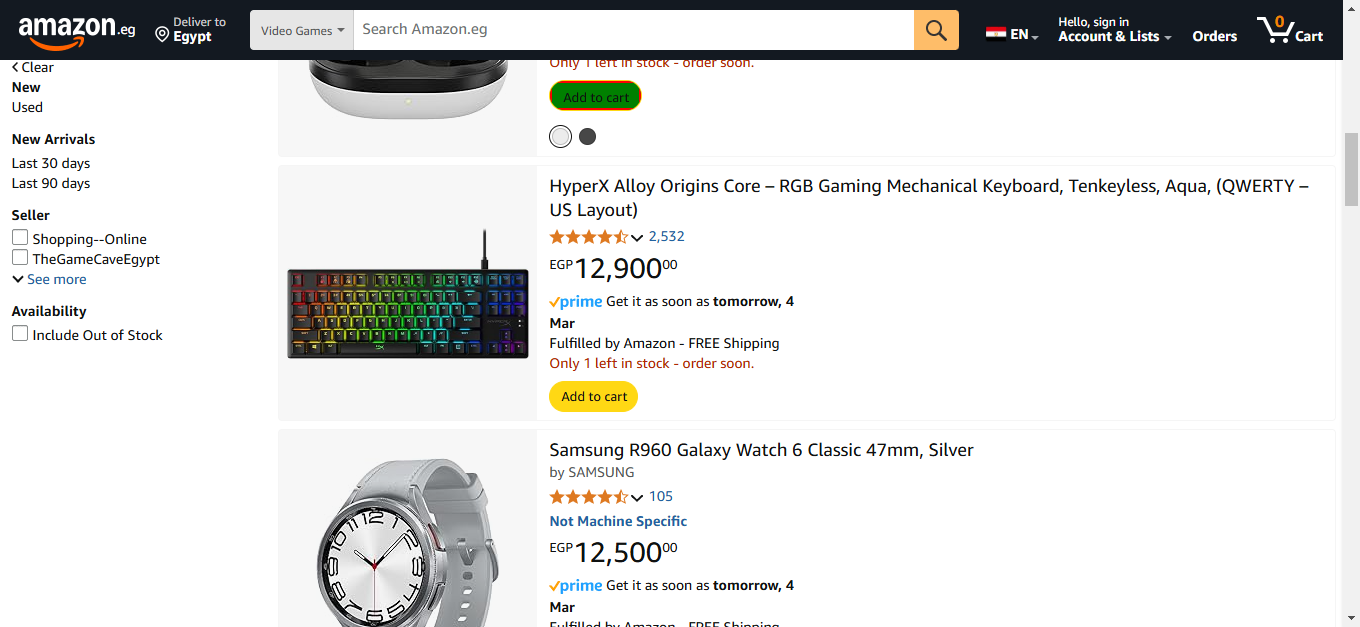 amazon.eg
Deliver to
Egypt
Video Games
Search Amazon.eg
EN
Hello, sign in
Account & Lists
Orders
0
Cart
Clear
New
Used
New Arrivals
Last 30 days
Last 90 days
Seller
Shopping--Online
TheGameCaveEgypt
See more
Availability
Include Out of Stock
Only 1 left in stock - order soon.
Add to cart
HyperX Alloy Origins Core – RGB Gaming Mechanical Keyboard, Tenkeyless, Aqua, (QWERTY –
US Layout)
2,532
EGP12,90000
prime Get it as soon as tomorrow, 4
Mar
Fulfilled by Amazon - FREE Shipping
Only 1 left in stock - order soon.
Add to cart
Samsung R960 Galaxy Watch 6 Classic 47mm, Silver
by SAMSUNG
105
Not Machine Specific
EGP12,50000
prime Get it as soon as tomorrow, 4
Mar
Fulfilled by Amazon - FREE Shipping